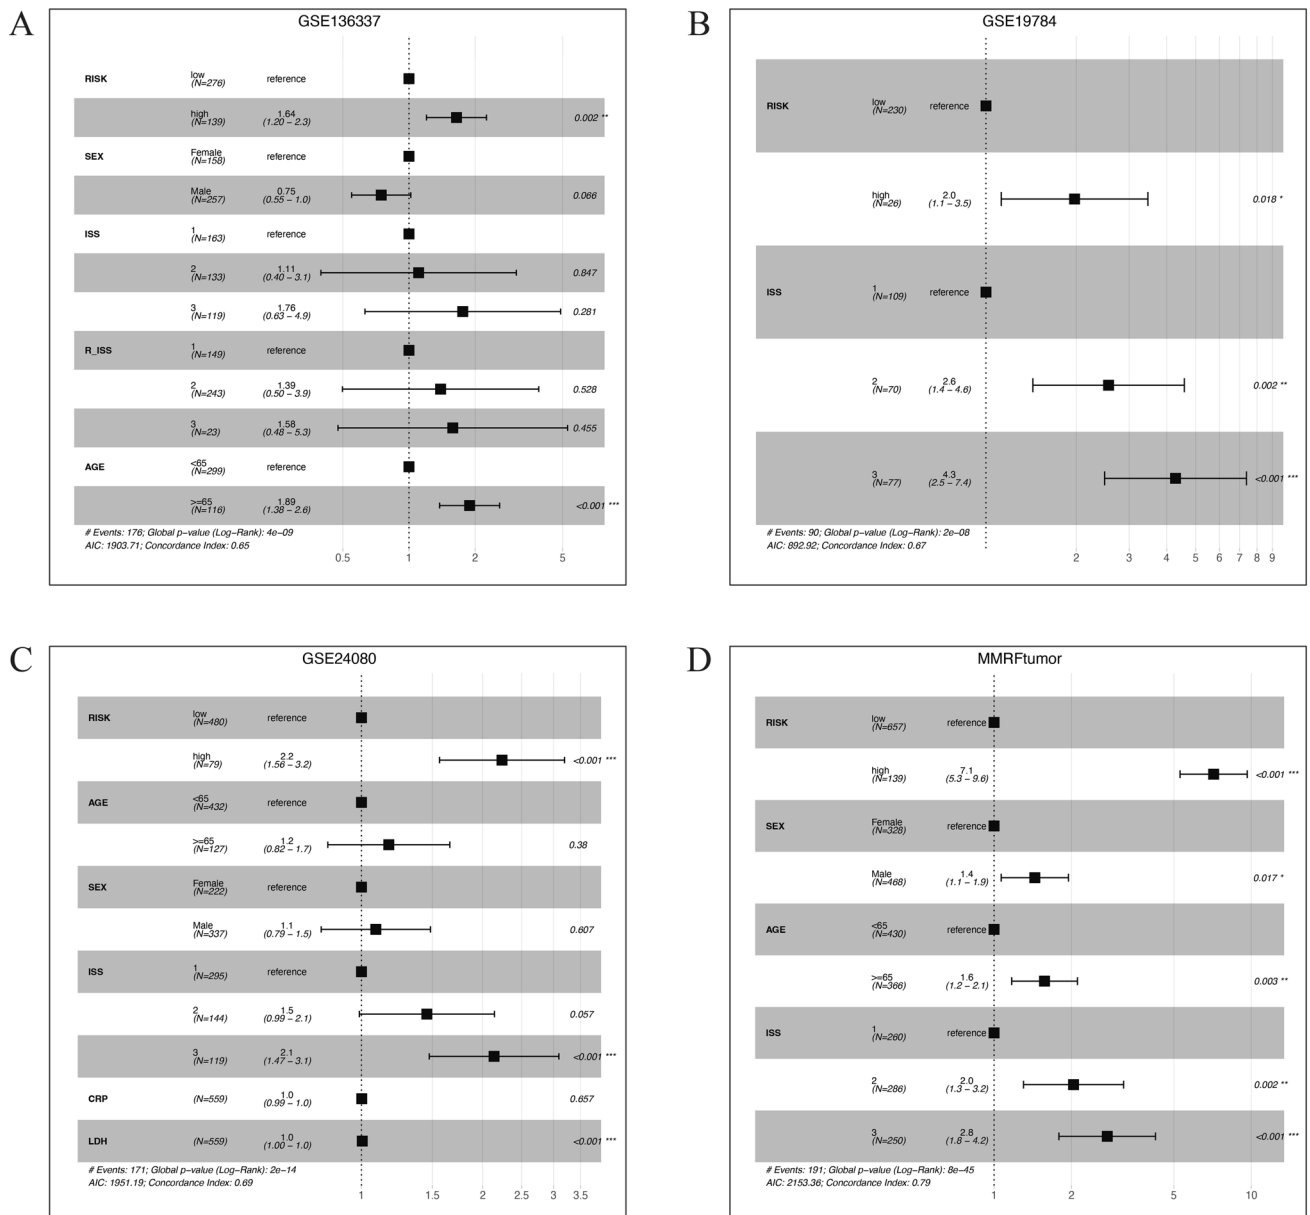 A
GSE136337
RISK low (N=276) reference
high (N=139) 1.64 (1.20 − 2.3) 0.002 **
SEX Female (N=158) reference
Male (N=257) 0.75 (0.55 − 1.0) 0.066
ISS 1 (N=163) reference
2 (N=133) 1.11 (0.40 − 3.1) 0.847
3 (N=119) 1.76 (0.63 − 4.9) 0.281
R_ISS 1 (N=149) reference
2 (N=243) 1.39 (0.50 − 3.9) 0.528
3 (N=23) 1.58 (0.48 − 5.3) 0.455
AGE <65 (N=299) reference
>=65 (N=116) 1.89 (1.38 − 2.6) <0.001 ***
# Events: 176; Global p−value (Log−Rank): 4e−09
AIC: 1903.71; Concordance Index: 0.65
0.5 1 2 5
B
GSE19784
RISK low (N=230) reference
high (N=26) 2.0 (1.1 − 3.5) 0.018 *
ISS 1 (N=109) reference
2 (N=70) 2.6 (1.4 − 4.6) 0.002 **
3 (N=77) 4.3 (2.5 − 7.4) <0.001 ***
# Events: 90; Global p−value (Log−Rank): 2e−08
AIC: 892.92; Concordance Index: 0.67
2 3 4 5 6 7 8 9
C
GSE24080
RISK low (N=480) reference
high (N=79) 2.2 (1.56 − 3.2) <0.001 ***
AGE <65 (N=432) reference
>=65 (N=127) 1.2 (0.82 − 1.7) 0.38
SEX Female (N=222) reference
Male (N=337) 1.1 (0.79 − 1.5) 0.607
ISS 1 (N=295) reference
2 (N=144) 1.5 (0.99 − 2.1) 0.057
3 (N=119) 2.1 (1.47 − 3.1) <0.001 ***
CRP (N=559) 1.0 (0.99 − 1.0) 0.657
LDH (N=559) 1.0 (1.00 − 1.0) <0.001 ***
# Events: 171; Global p−value (Log−Rank): 2e−14
AIC: 1951.19; Concordance Index: 0.69
1 1.5 2 2.5 3 3.5
D
MMRFtumor
RISK low (N=657) reference
high (N=139) 7.1 (5.3 − 9.6) <0.001 ***
SEX Female (N=328) reference
Male (N=468) 1.4 (1.1 − 1.9) 0.017 *
AGE <65 (N=430) reference
>=65 (N=366) 1.6 (1.2 − 2.1) 0.003 **
ISS 1 (N=260) reference
2 (N=286) 2.0 (1.3 − 3.2) 0.002 **
3 (N=250) 2.8 (1.8 − 4.2) <0.001 ***
# Events: 191; Global p−value (Log−Rank): 8e−45
AIC: 2153.36; Concordance Index: 0.79
1 2 5 10